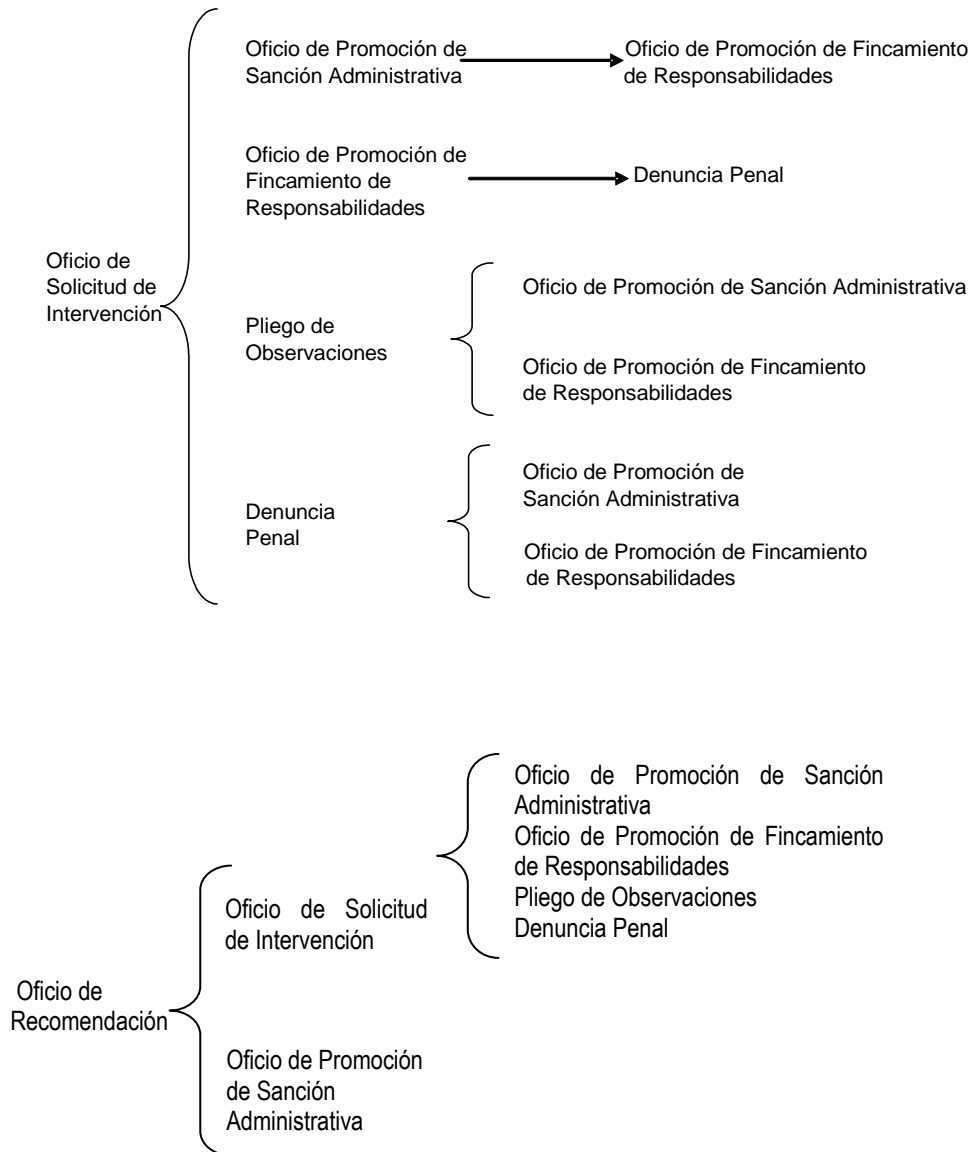 Oficio de Promoción de
Sanción Administrativa
Oficio de Promoción de Fincamiento
de Responsabilidades
Oficio de Promoción de
Fincamiento de
Responsabilidades
Denuncia Penal
Oficio de
Solicitud de
Intervención
Pliego de
Observaciones
Oficio de Promoción de Sanción Administrativa
Oficio de Promoción de Fincamiento
de Responsabilidades
Denuncia
Penal
Oficio de Promoción de
Sanción Administrativa
Oficio de Promoción de Fincamiento
de Responsabilidades
Oficio de
Recomendación
Oficio de Solicitud
de Intervención
Oficio de Promoción de Sanción
Administrativa
Oficio de Promoción de Fincamiento
de Responsabilidades
Pliego de Observaciones
Denuncia Penal
Oficio de Promoción
de Sanción
Administrativa